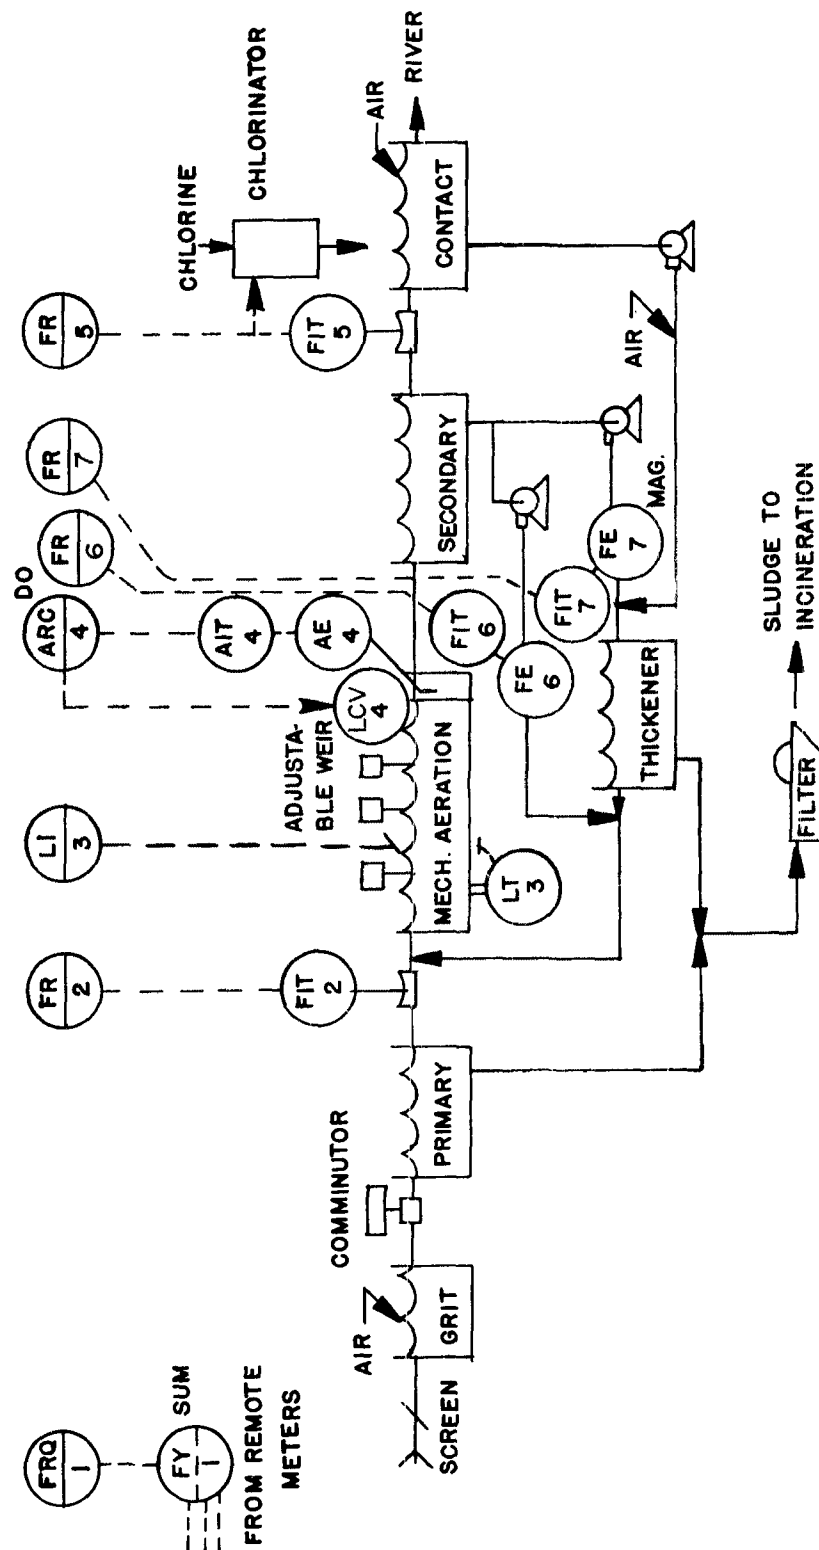 FRQ
1
FY
1
SUM
FROM REMOTE
METERS
FR
2
LI
3
DO
ARC
4
FR
6
FR
7
FR
5
FIT
2
ADJUSTA-
BLE WEIR
LCV
4
AIT
4
AE
4
FIT
5
CHLORINE
CHLORINATOR
SCREEN
AIR
GRIT
COMMINUTOR
PRIMARY
MECH. AERATION
LT
3
SECONDARY
CONTACT
AIR
RIVER
FIT
6
FE
6
FIT
7
FE
7
MAG.
AIR
THICKENER
FILTER
SLUDGE TO
INCINERATION